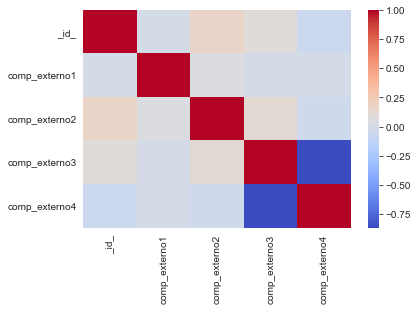 _id_
comp_externo1
comp_externo2
comp_externo3
comp_externo4
_id_
comp_externo1
comp_externo2
comp_externo3
comp_externo4
1.00
0.75
0.50
0.25
0.00
−0.25
−0.50
−0.75